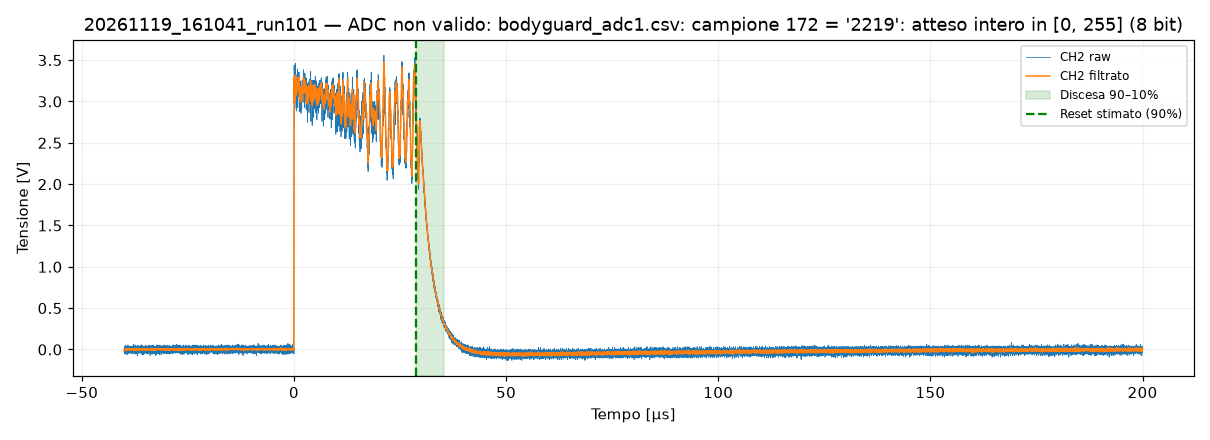 20261119_161041_run101 — ADC non valido: bodyguard_adc1.csv: campione 172 = '2219': atteso intero in [0, 255] (8 bit)
CH2 raw
CH2 filtrato
Discesa 90–10%
Reset stimato (90%)
Tensione [V]
3.5
3.0
2.5
2.0
1.5
1.0
0.5
0.0
−50
0
50
100
150
200
Tempo [µs]